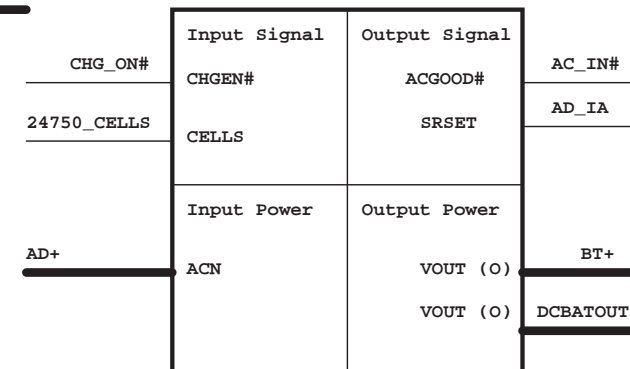 Input Signal Output Signal
CHG_ON# CHGEN# ACGOOD# AC_IN#
24750_CELLS CELLS SRSET AD_IA
Input Power Output Power
AD+ ACN VOUT (O) BT+
VOUT (O) DCBATOUT